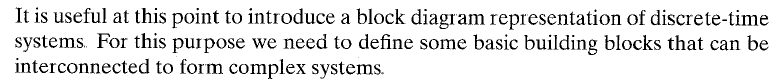 It is useful at this point to introduce a block diagram representation of discrete-time
systems. For this purpose we need to define some basic building blocks that can be
interconnected to form complex systems.